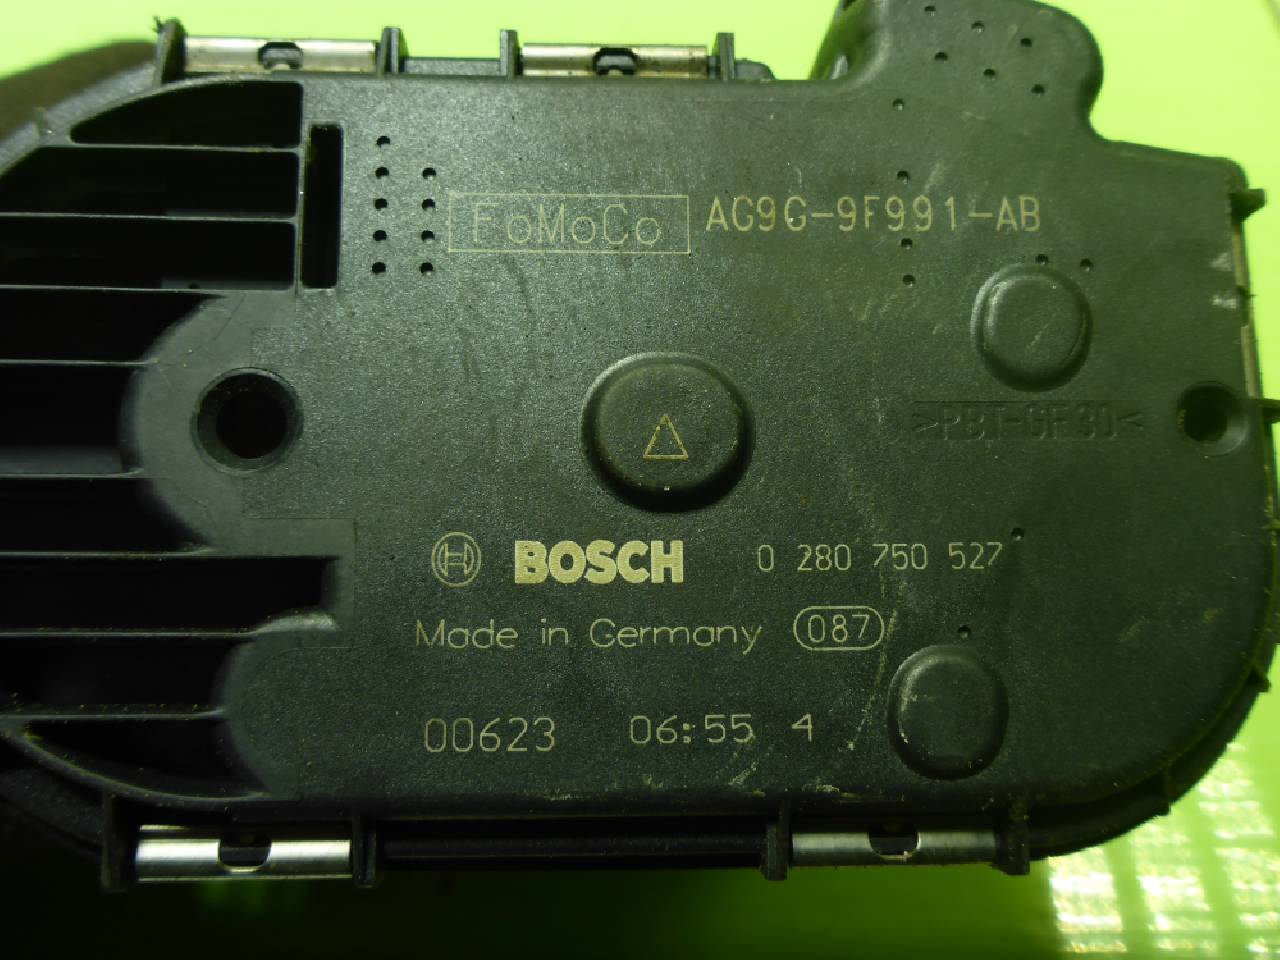 FoMoCo AG9G-9F991-AB
>PBT-GF30<
BOSCH 0 280 750 527
Made in Germany 087
00623 06:55 4